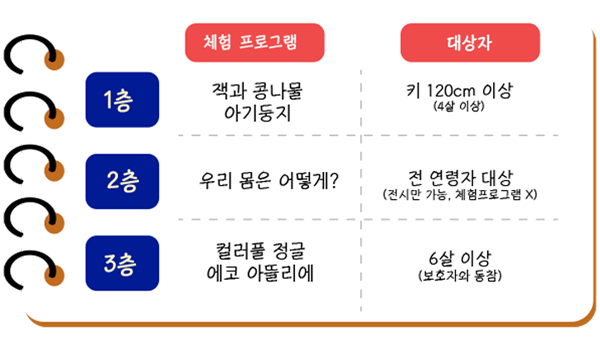 체험 프로그램
대상자
1층
잭과 콩나물
아기둥지
키 120cm 이상
(4살 이상)
2층
우리 몸은 어떻게?
전 연령자 대상
(전시만 가능, 체험프로그램 X)
3층
컬러풀 정글
에코 아뜰리에
6살 이상
(보호자와 동참)